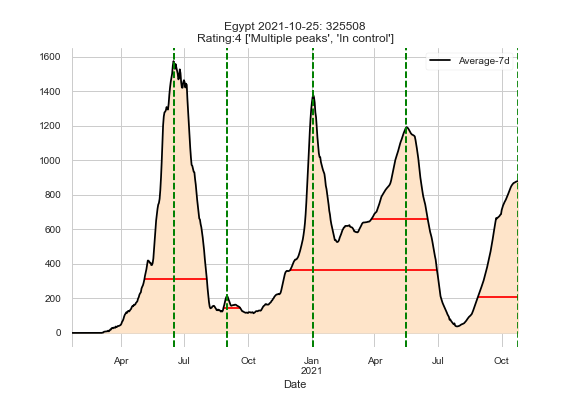 Egypt 2021-10-25: 325508
Rating:4 ['Multiple peaks', 'In control']
Average-7d
1600
1400
1200
1000
800
600
400
200
0
Apr Jul Oct Jan Apr Jul Oct
2021
Date